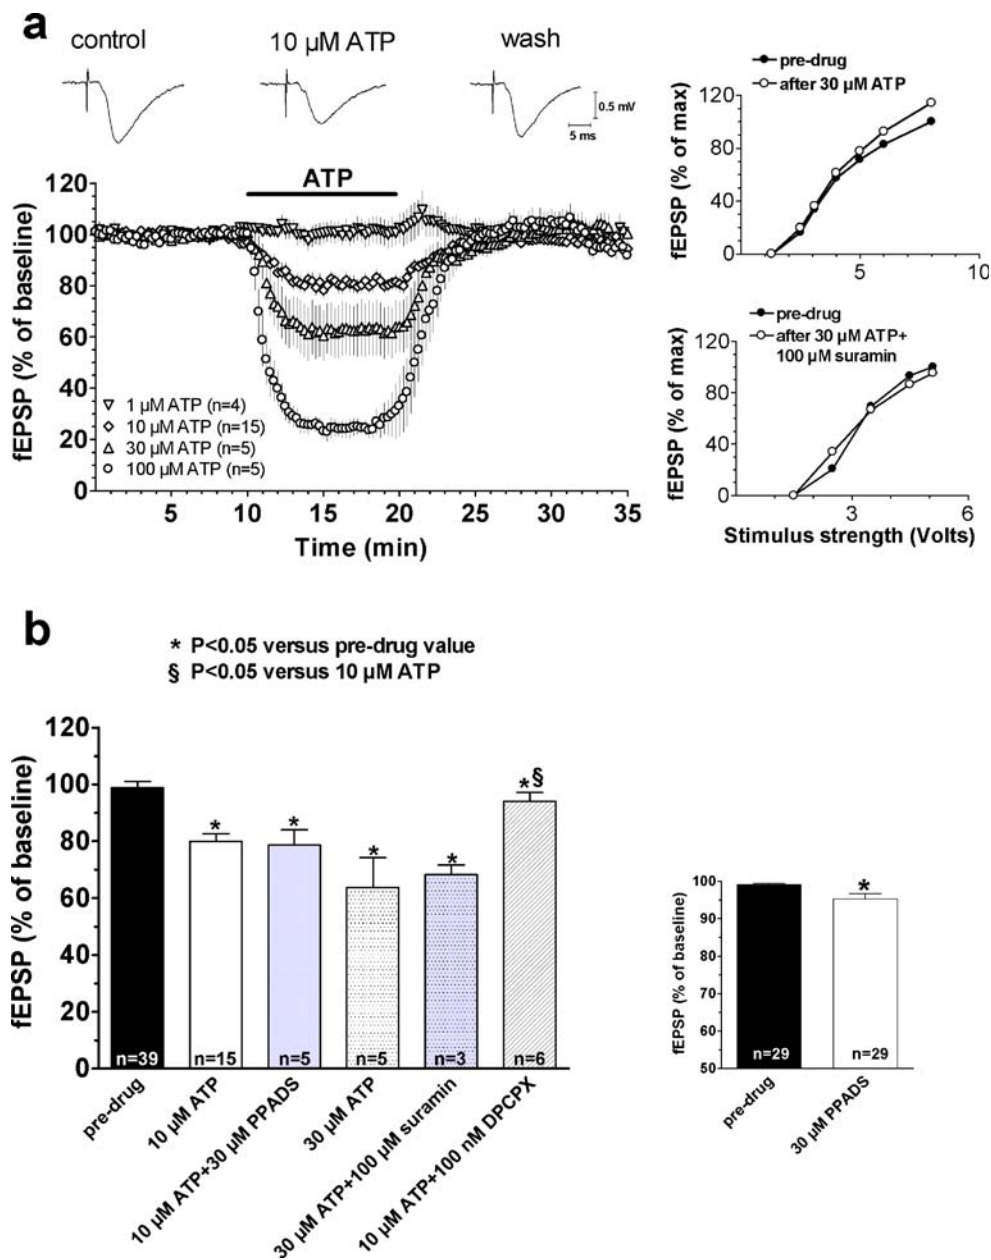 a
control
10 µM ATP
wash
0.5 mV
5 ms
ATP
fEPSP (% of baseline)
120
100
80
60
40
20
0
1 µM ATP (n=4)
10 µM ATP (n=15)
30 µM ATP (n=5)
100 µM ATP (n=5)
5
10
15
20
25
30
35
Time (min)
pre-drug
after 30 µM ATP
fEPSP (% of max)
120
80
40
0
5
10
pre-drug
after 30 µM ATP+
100 µM suramin
fEPSP (% of max)
120
80
40
0
3
6
Stimulus strength (Volts)
b
* P<0.05 versus pre-drug value
§ P<0.05 versus 10 µM ATP
fEPSP (% of baseline)
120
100
80
60
40
20
0
*
*
*
*
*§
n=39
n=15
n=5
n=5
n=3
n=6
pre-drug
10 µM ATP
10 µM ATP+30 µM PPADS
30 µM ATP
30 µM ATP+100 µM suramin
10 µM ATP+100 nM DPCPX
fEPSP (% of baseline)
100
95
90
85
80
75
70
65
60
55
50
*
n=29
n=29
pre-drug
30 µM PPADS